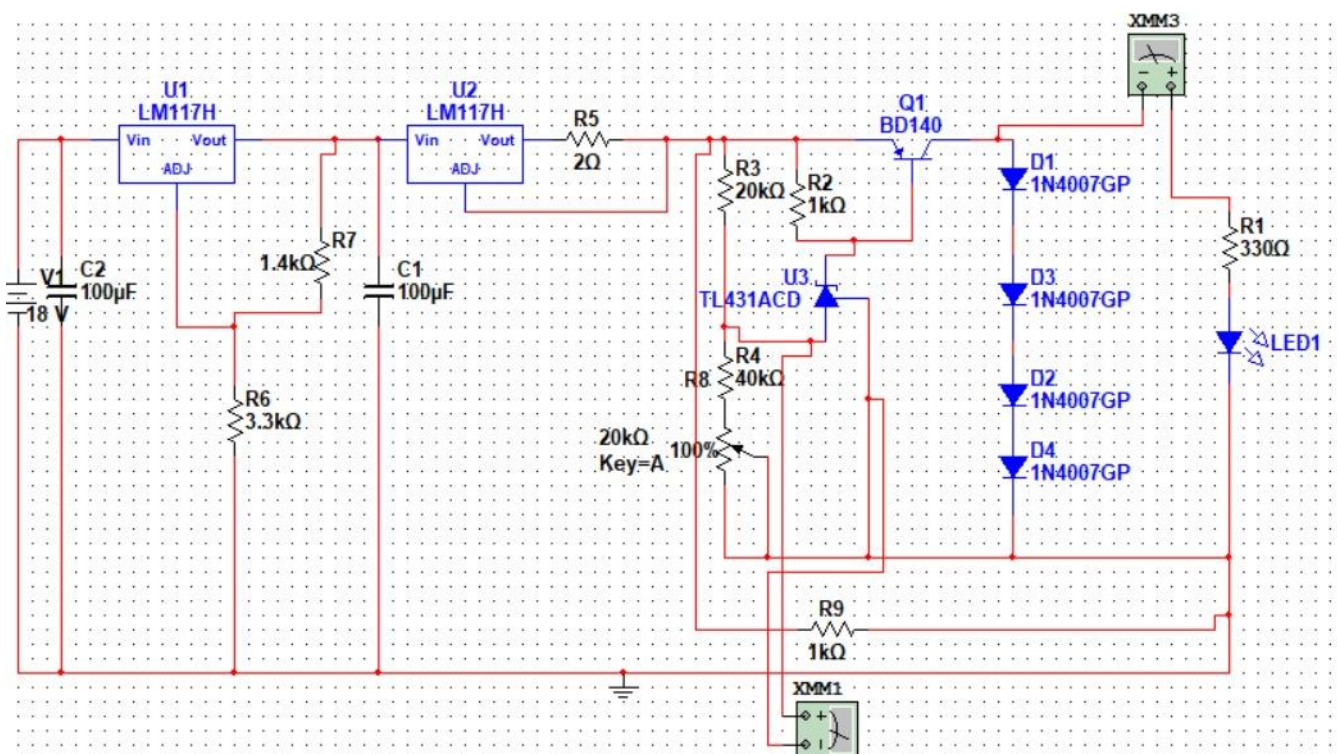 XMM3
U1
LM117H
Vin
Vout
ADJ
U2
LM117H
Vin
Vout
ADJ
R5
2Ω
Q1
BD140
R3
20kΩ
R2
1kΩ
D1
1N4007GP
R1
330Ω
R7
1.4kΩ
V1
18 V
C2
100µF
C1
100µF
U3
TL431ACD
D3
1N4007GP
LED1
R4
40kΩ
R8
D2
1N4007GP
R6
3.3kΩ
20kΩ
Key=A
100%
D4
1N4007GP
R9
1kΩ
XMM1